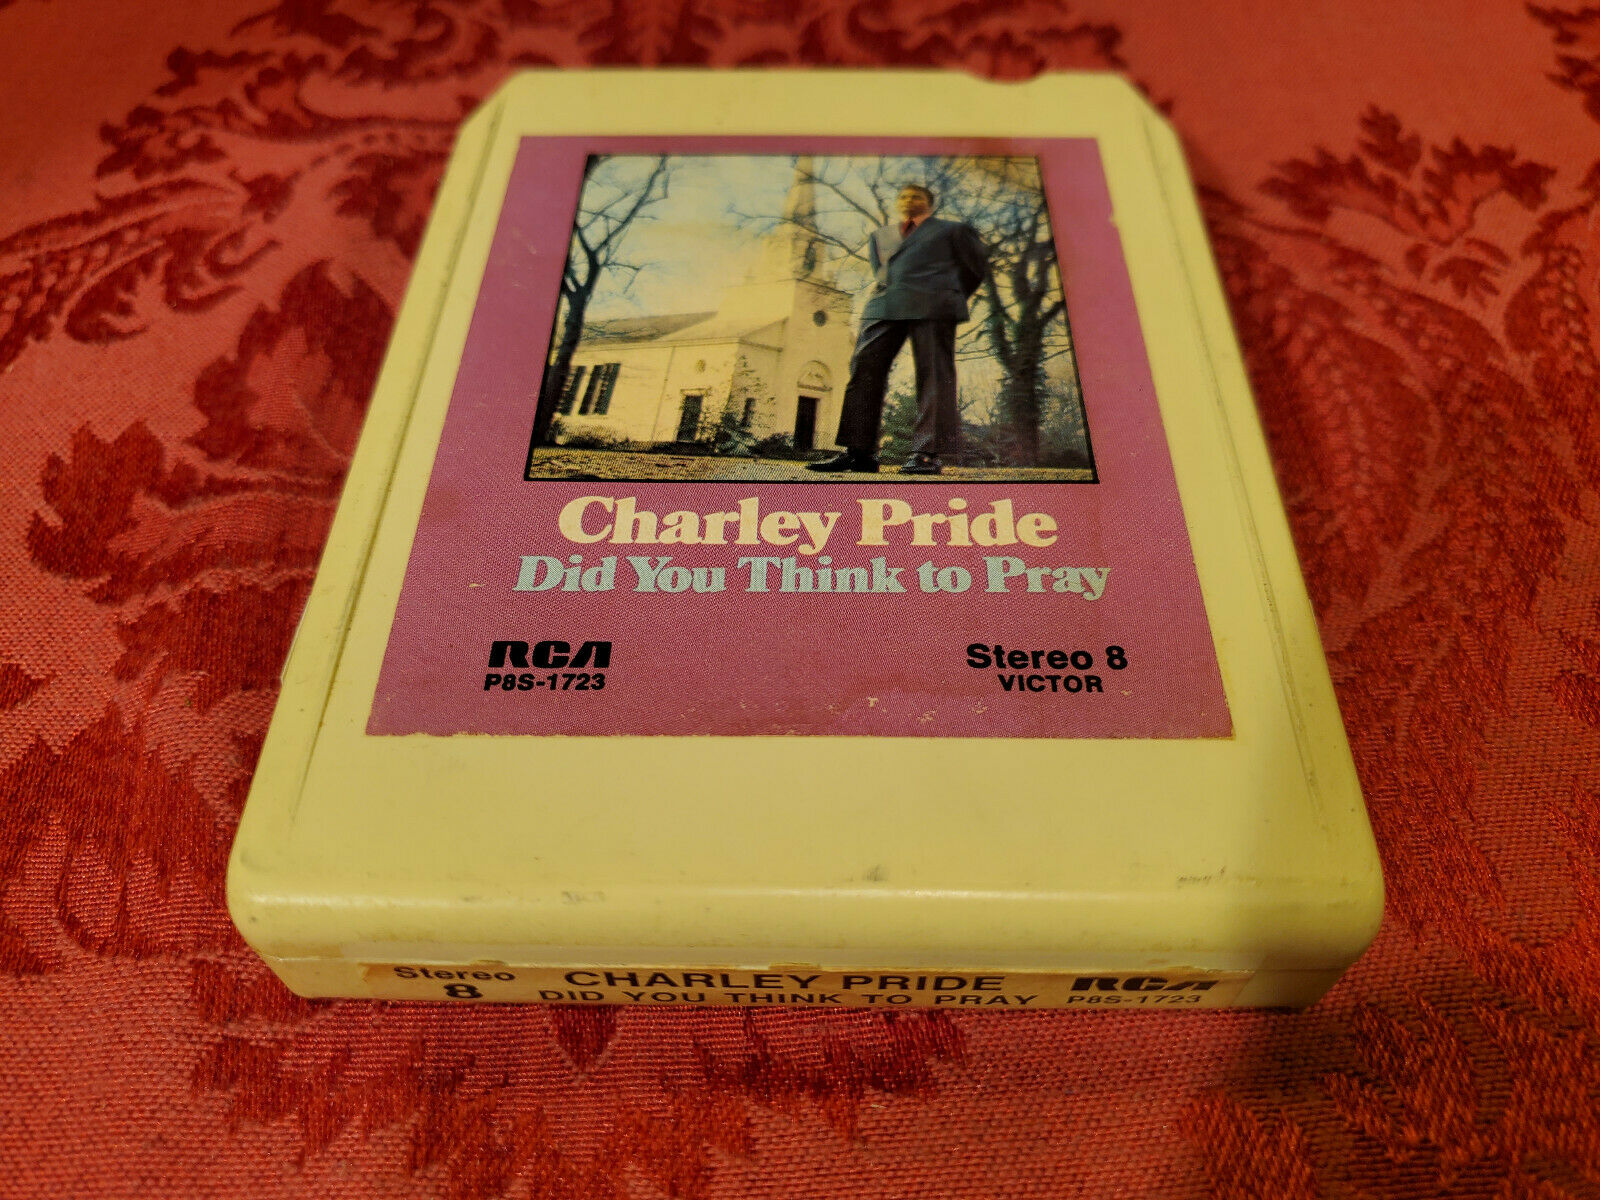 Charley Pride
Did You Think to Pray
RCA
P8S-1723
Stereo 8
VICTOR
Stereo
8
CHARLEY PRIDE
DID YOU THINK TO PRAY
RCA
P8S-1723